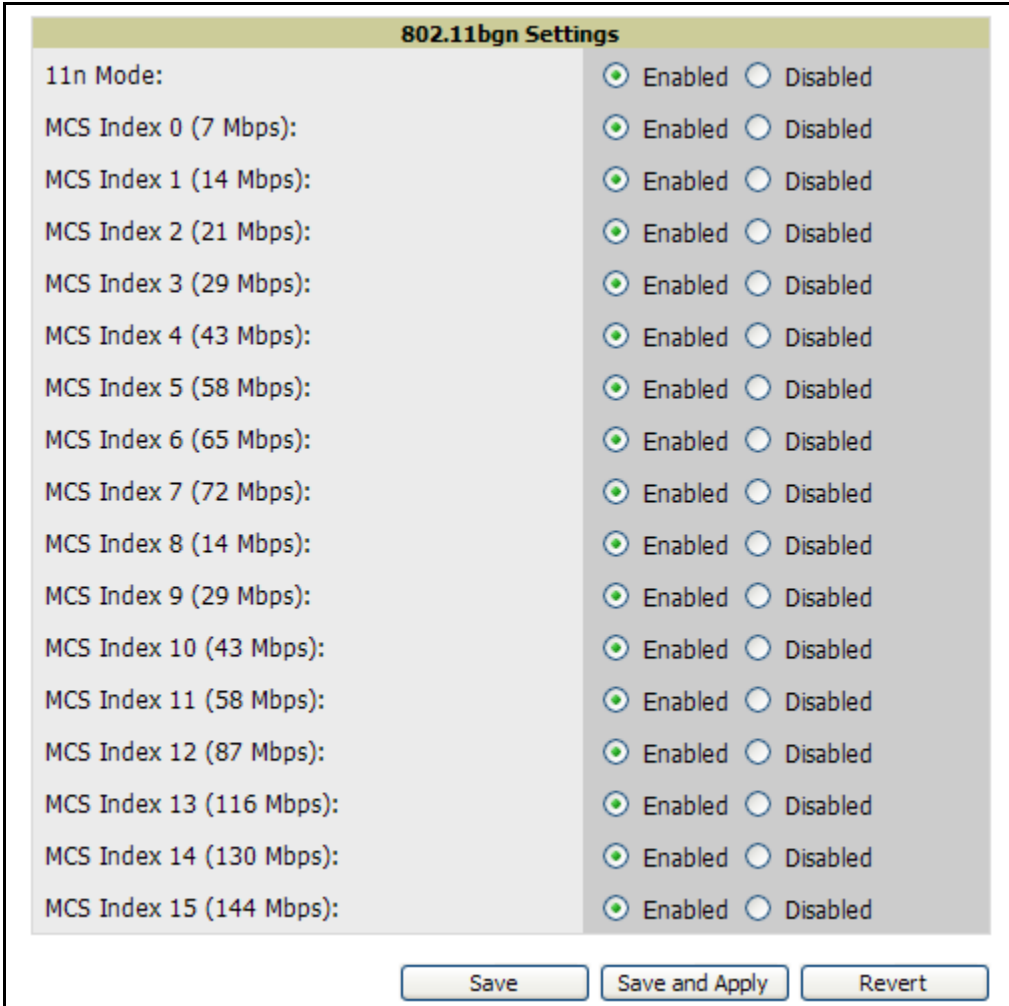 802.11bgn Settings
11n Mode: Enabled Disabled
MCS Index 0 (7 Mbps): Enabled Disabled
MCS Index 1 (14 Mbps): Enabled Disabled
MCS Index 2 (21 Mbps): Enabled Disabled
MCS Index 3 (29 Mbps): Enabled Disabled
MCS Index 4 (43 Mbps): Enabled Disabled
MCS Index 5 (58 Mbps): Enabled Disabled
MCS Index 6 (65 Mbps): Enabled Disabled
MCS Index 7 (72 Mbps): Enabled Disabled
MCS Index 8 (14 Mbps): Enabled Disabled
MCS Index 9 (29 Mbps): Enabled Disabled
MCS Index 10 (43 Mbps): Enabled Disabled
MCS Index 11 (58 Mbps): Enabled Disabled
MCS Index 12 (87 Mbps): Enabled Disabled
MCS Index 13 (116 Mbps): Enabled Disabled
MCS Index 14 (130 Mbps): Enabled Disabled
MCS Index 15 (144 Mbps): Enabled Disabled
Save Save and Apply Revert